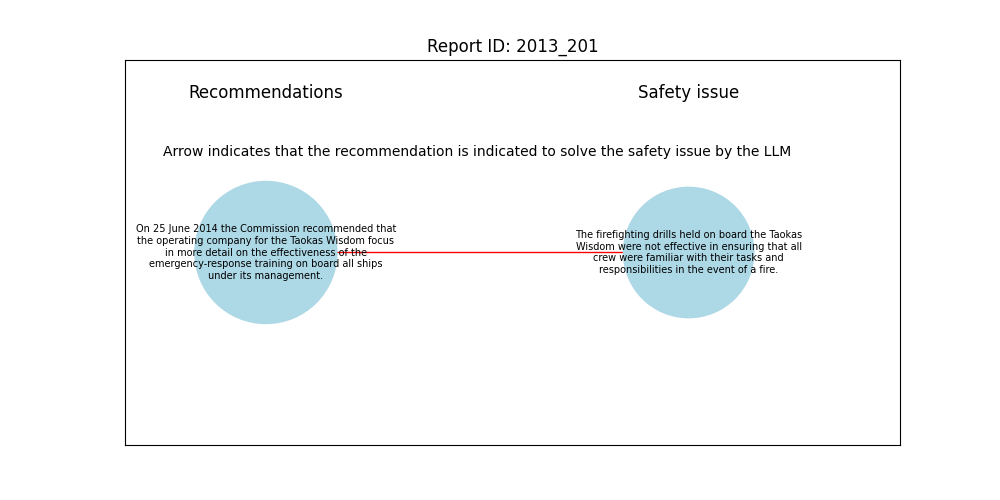 Report ID: 2013_201
Recommendations
Safety issue
Arrow indicates that the recommendation is indicated to solve the safety issue by the LLM
On 25 June 2014 the Commission recommended that
the operating company for the Taokas Wisdom focus
in more detail on the effectiveness of the
emergency-response training on board all ships
under its management.
The firefighting drills held on board the Taokas
Wisdom were not effective in ensuring that all
crew were familiar with their tasks and
responsibilities in the event of a fire.